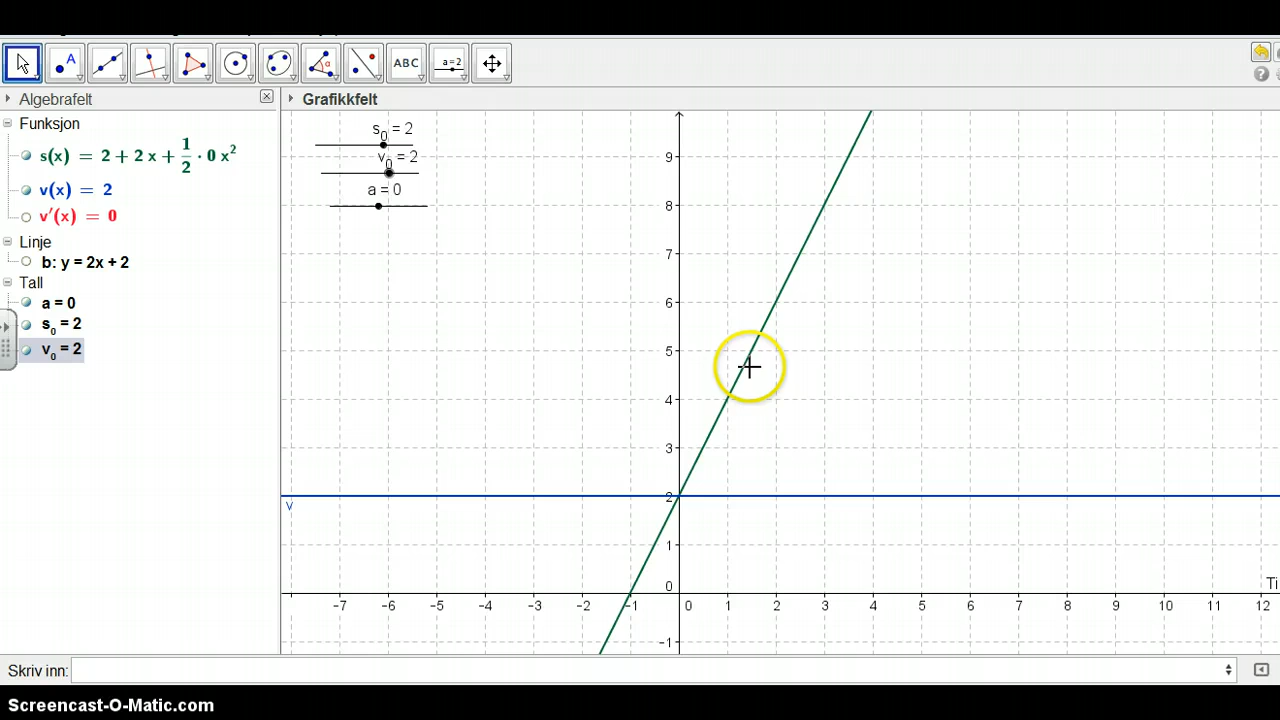 ABC
a=2
Algebrafelt
Grafikkfelt
Funksjon
s(x) = 2 + 2 x + 1/2 · 0 x²
v(x) = 2
v′(x) = 0
Linje
b: y = 2x + 2
Tall
a = 0
s₀ = 2
v₀ = 2
s₀ = 2
v₀ = 2
a = 0
9
8
7
6
5
4
3
2
1
0
-1
v
Ti
-7 -6 -5 -4 -3 -2 -1 0 1 2 3 4 5 6 7 8 9 10 11 12
Skriv inn:
Screencast-O-Matic.com